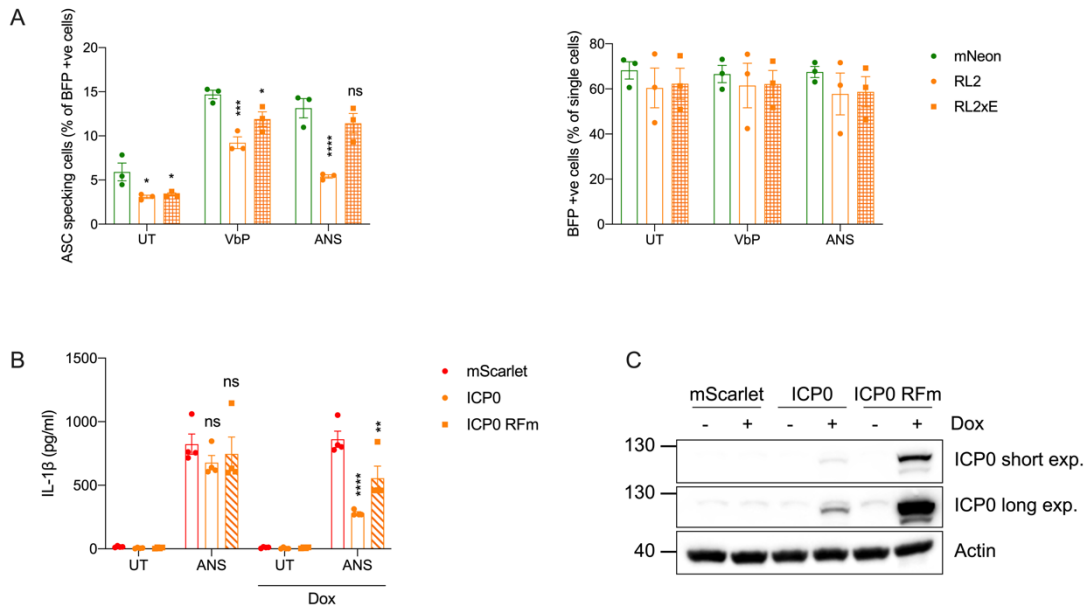 A
ASC specking cells (% of BFP +ve cells)
20
15
10
5
0
* * *** * **** ns
UT VbP ANS
BFP +ve cells (% of single cells)
80
60
40
20
0
UT VbP ANS
mNeon
RL2
RL2xE
B
IL-1β (pg/ml)
1500
1000
500
0
ns ns **** **
UT ANS UT ANS
Dox
mScarlet
ICP0
ICP0 RFm
C
mScarlet ICP0 ICP0 RFm
- + - + - + Dox
130 ICP0 short exp.
130 ICP0 long exp.
40 Actin